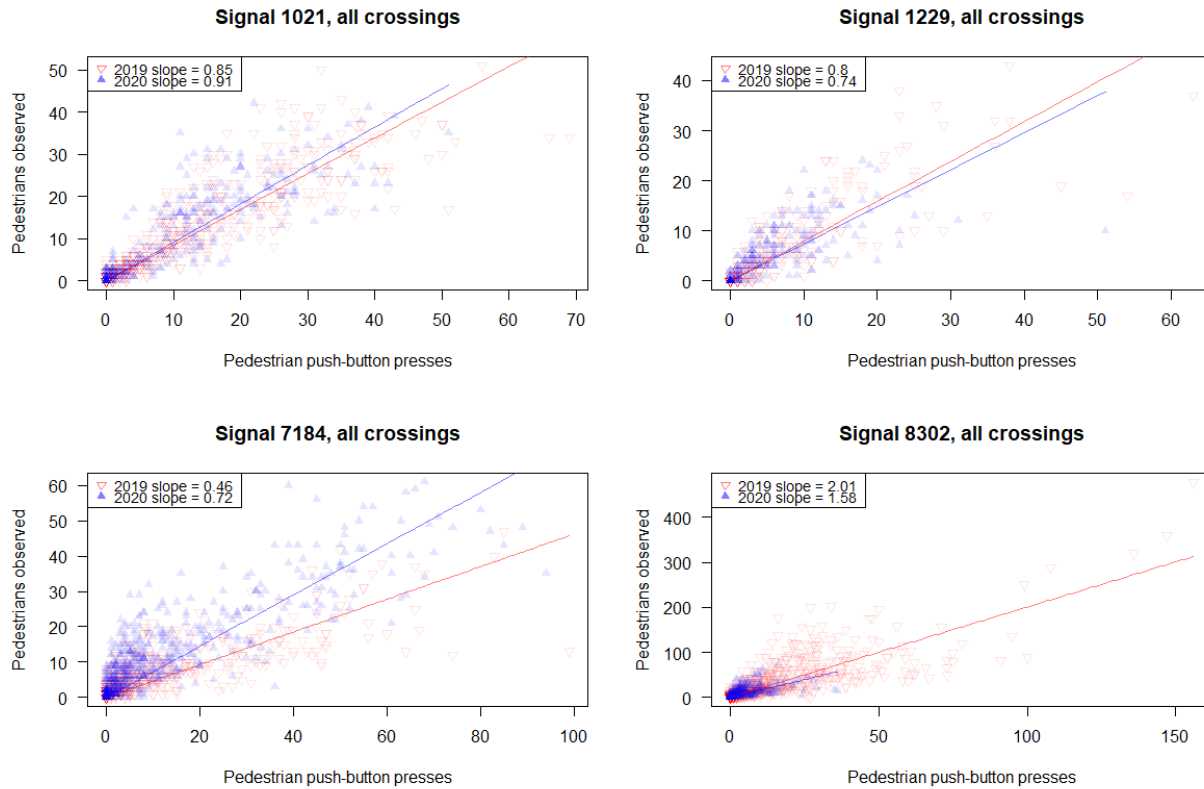 Signal 1021, all crossings
2019 slope = 0.85
2020 slope = 0.91
Pedestrians observed
50
40
30
20
10
0
0 10 20 30 40 50 60 70
Pedestrian push-button presses
Signal 1229, all crossings
2019 slope = 0.8
2020 slope = 0.74
Pedestrians observed
40
30
20
10
0
0 10 20 30 40 50 60
Pedestrian push-button presses
Signal 7184, all crossings
2019 slope = 0.46
2020 slope = 0.72
Pedestrians observed
60
50
40
30
20
10
0
0 20 40 60 80 100
Pedestrian push-button presses
Signal 8302, all crossings
2019 slope = 2.01
2020 slope = 1.58
Pedestrians observed
400
300
200
100
0
0 50 100 150
Pedestrian push-button presses